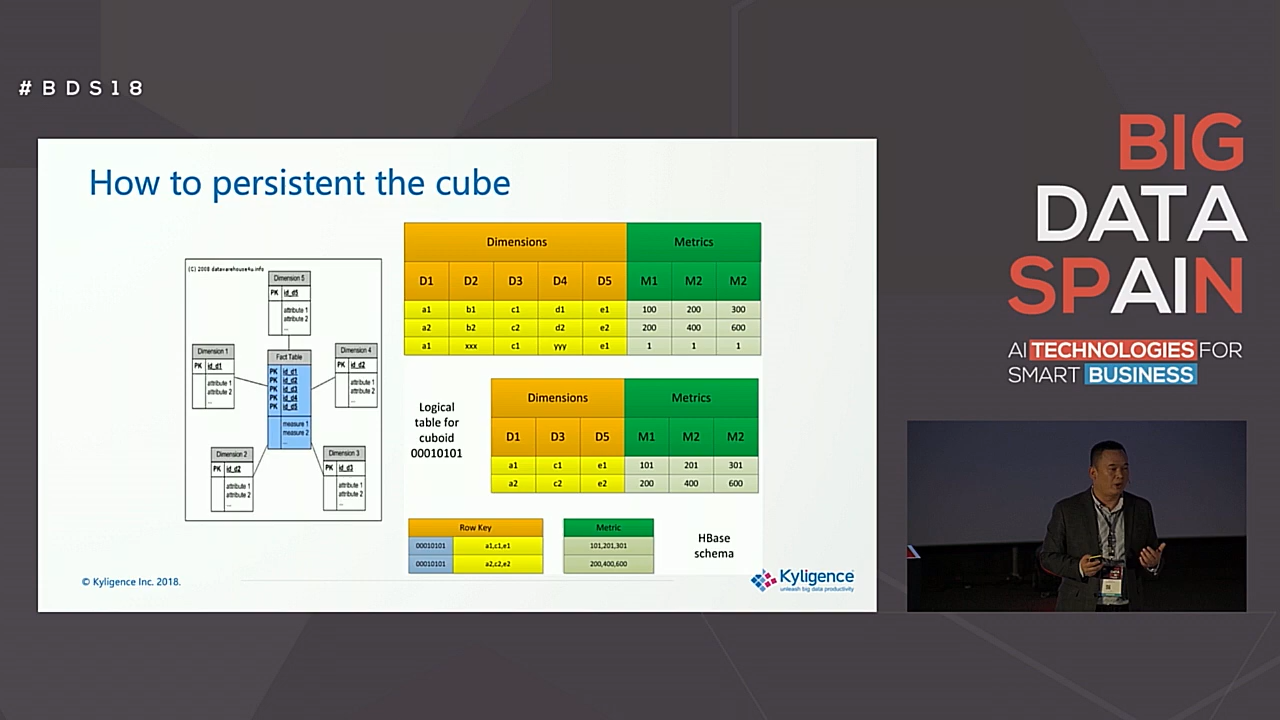 #BDS18
How to persistent the cube
(C) 2008 datawarehouse4u.info
Dimension 5
PK id_d5
attribute 1
attribute 2
...
Dimension 1
PK id_d1
attribute 1
attribute 2
...
Fact Table
PK id_d1
PK id_d2
PK id_d3
PK id_d4
PK id_d5
measure 1
measure 2
...
Dimension 4
PK id_d2
attribute 1
attribute 2
...
Dimension 2
PK id_d2
attribute 1
attribute 2
...
Dimension 3
PK id_d3
attribute 1
attribute 2
...
Dimensions Metrics
D1 D2 D3 D4 D5 M1 M2 M2
a1 b1 c1 d1 e1 100 200 300
a2 b2 c2 d2 e2 200 400 600
a1 xxx c1 yyy e1 1 1 1
Logical
table for
cuboid
00010101
Dimensions Metrics
D1 D3 D5 M1 M2 M2
a1 c1 e1 101 201 301
a2 c2 e2 200 400 600
Row Key Metric
00010101 a1,c1,e1 101,201,301
00010101 a2,c2,e2 200,400,600
HBase
schema
© Kyligence Inc. 2018.
Kyligence
unleash big data productivity
BIG
DATA
SPAIN
AI TECHNOLOGIES FOR
SMART BUSINESS